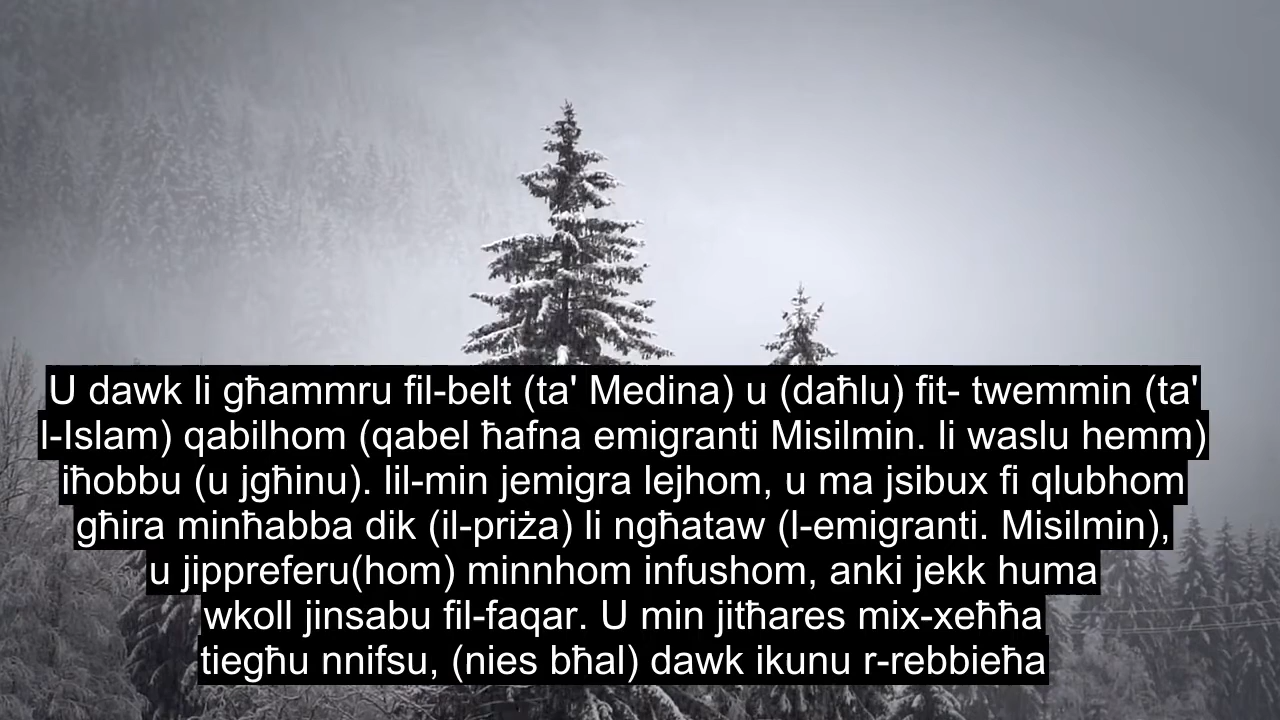 U dawk li għammru fil-belt (ta' Medina) u (daħlu) fit- twemmin (ta'
l-Islam) qabilhom (qabel ħafna emigranti Misilmin. li waslu hemm)
iħobbu (u jgħinu). lil-min jemigra lejhom, u ma jsibux fi qlubhom
għira minħabba dik (il-priża) li ngħataw (l-emigranti. Misilmin),
u jippreferu(hom) minnhom infushom, anki jekk huma
wkoll jinsabu fil-faqar. U min jitħares mix-xeħħa
tiegħu nnifsu, (nies bħal) dawk ikunu r-rebbieħa